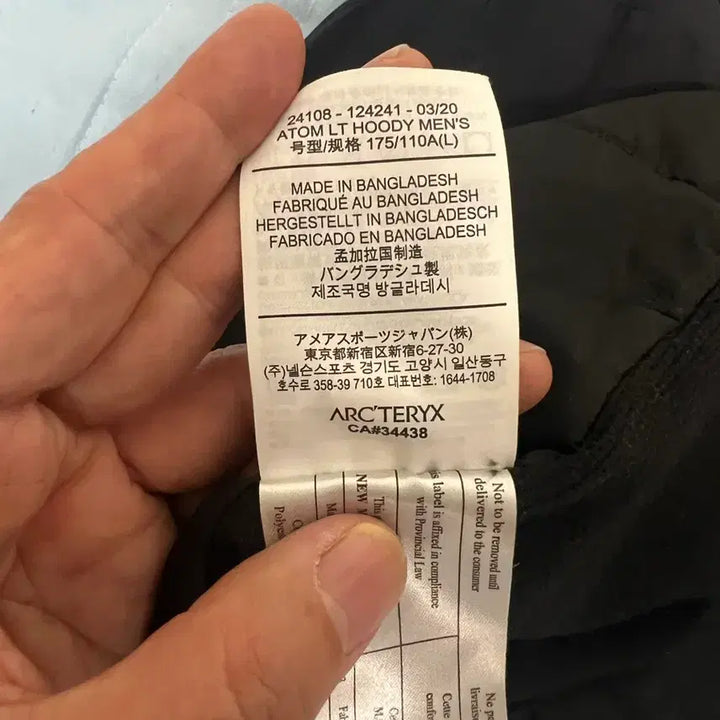 24108 - 124241 - 03/20
ATOM LT HOODY MEN'S
号型/规格 175/110A(L)
MADE IN BANGLADESH
FABRIQUÉ AU BANGLADESH
HERGESTELLT IN BANGLADESCH
FABRICADO EN BANGLADESH
孟加拉国制造
バングラデシュ製
제조국명 방글라데시
アメアスポーツジャパン(株)
東京都新宿区新宿6-27-30
(주)넬슨스포츠 경기도 고양시 일산동구
호수로 358-39 710호 대표번호: 1644-1708
ARC'TERYX
CA#34438
Not to be removed until
delivered to the consumer
label is affixed in compliance
with Provincial Law
This
NEW
Ne
Cette